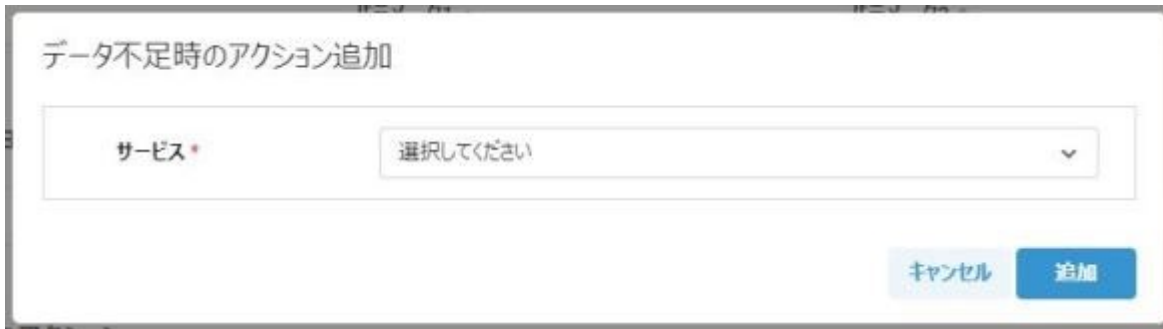 データ不足時のアクション追加
サービス *
選択してください
キャンセル
追加